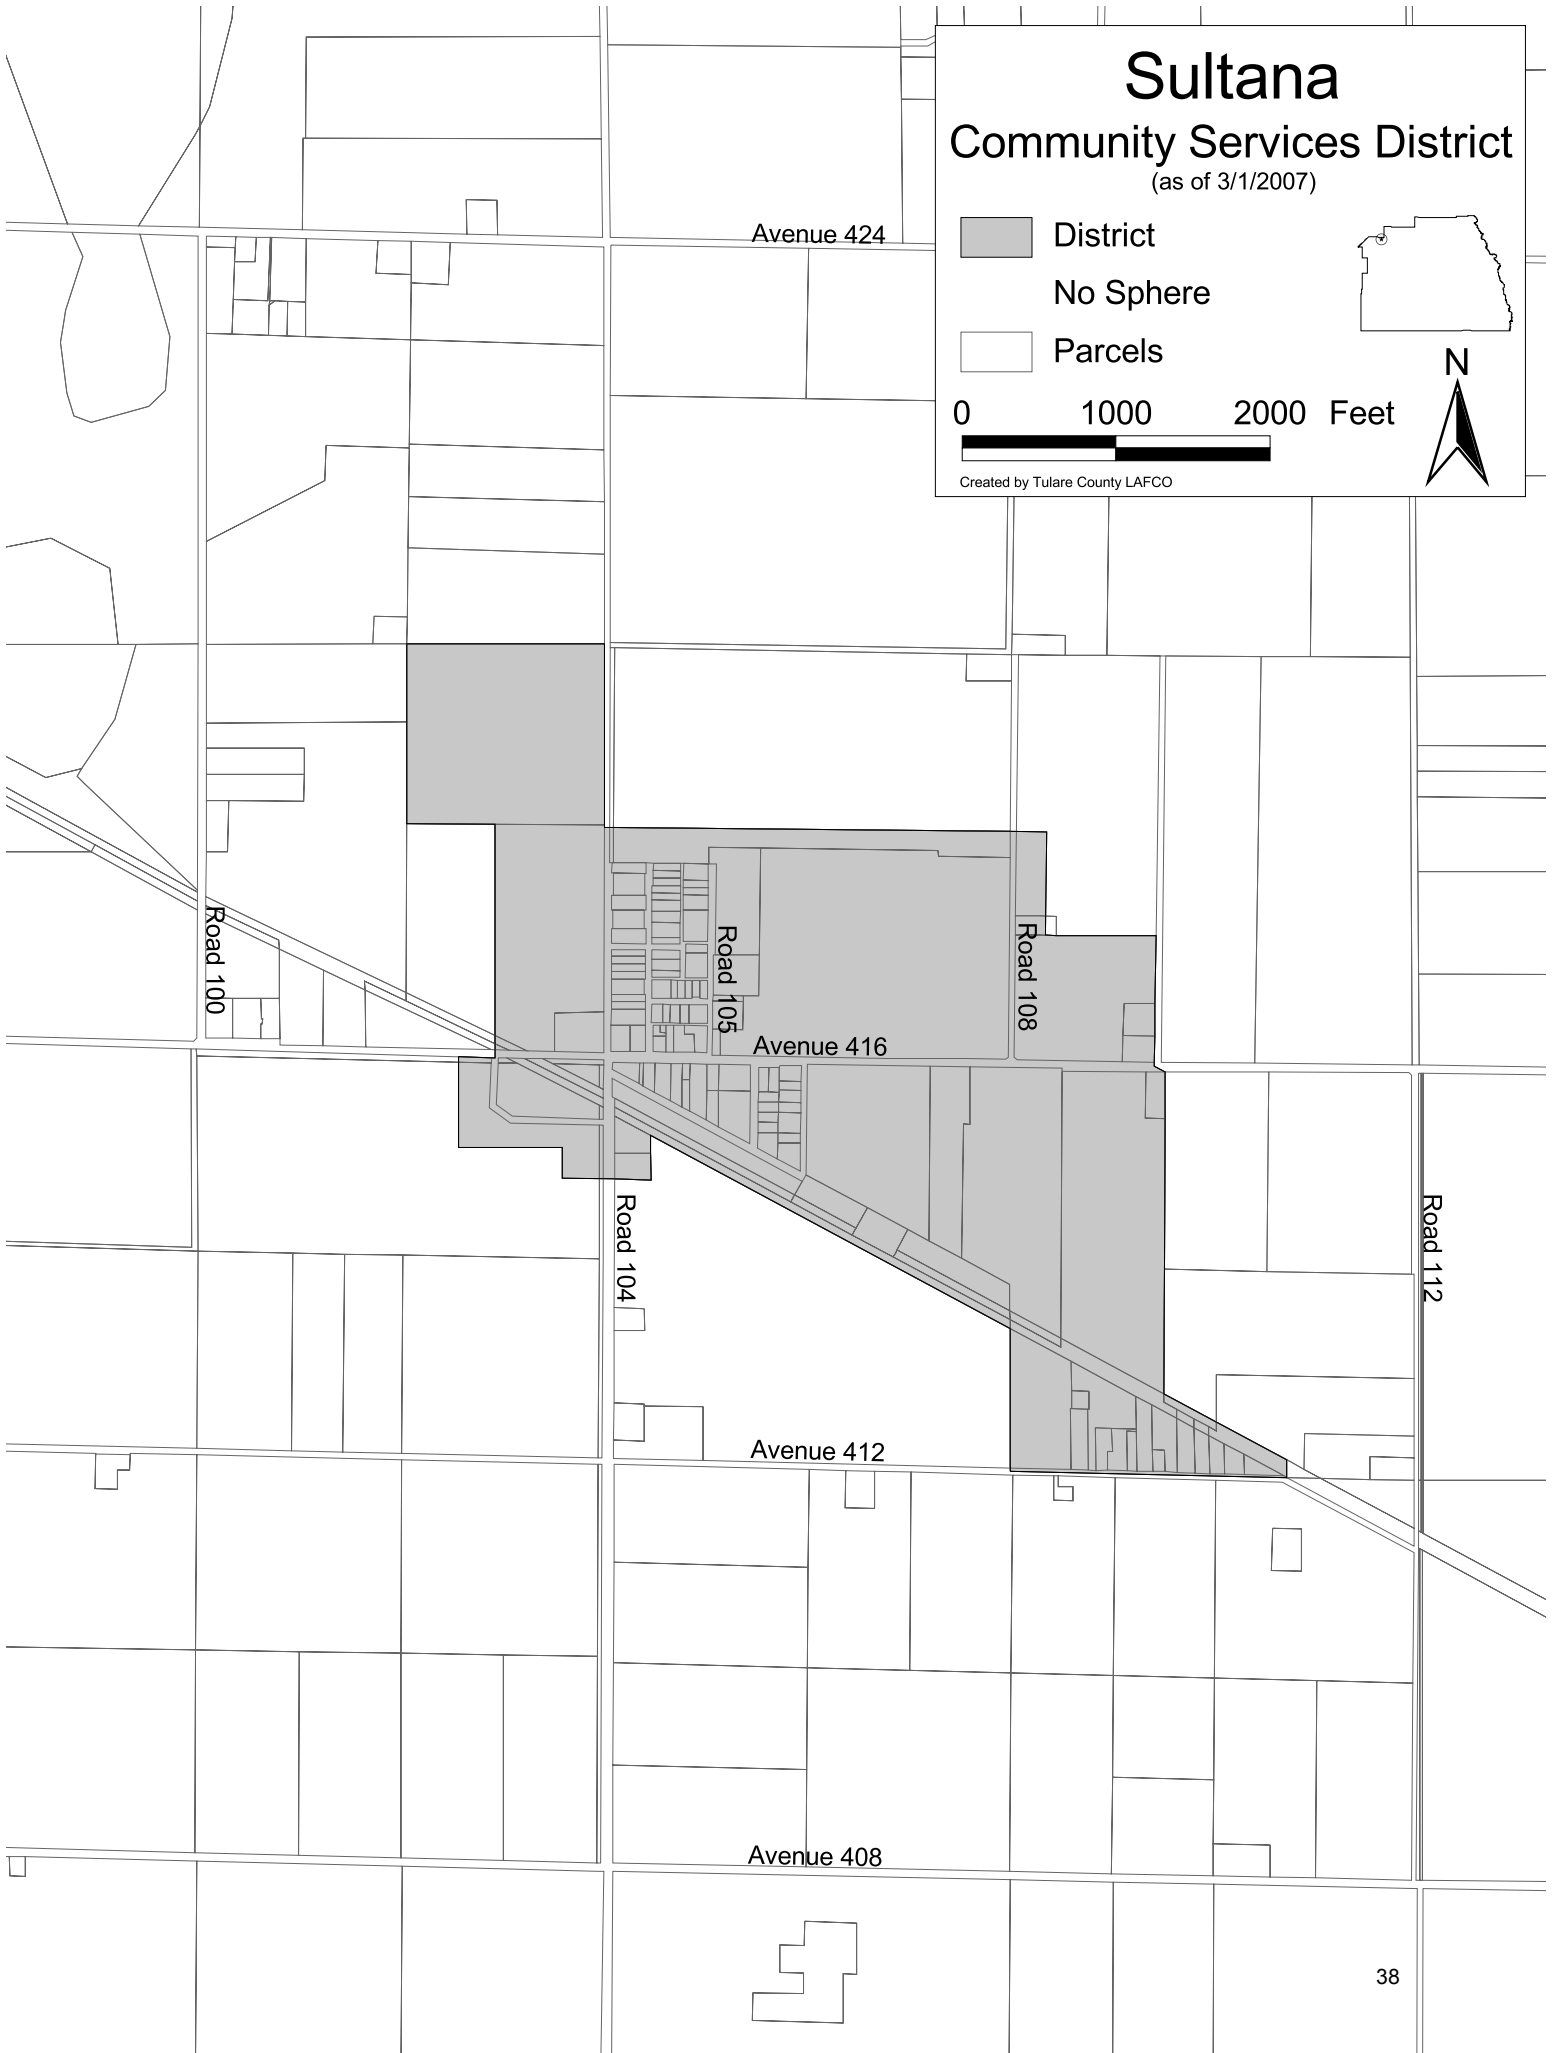 Sultana
Community Services District
(as of 3/1/2007)
District
No Sphere
Parcels
N
0 1000 2000 Feet
Created by Tulare County LAFCO
Avenue 424
Road 100
Road 105
Road 108
Avenue 416
Road 104
Road 112
Avenue 412
Avenue 408
38